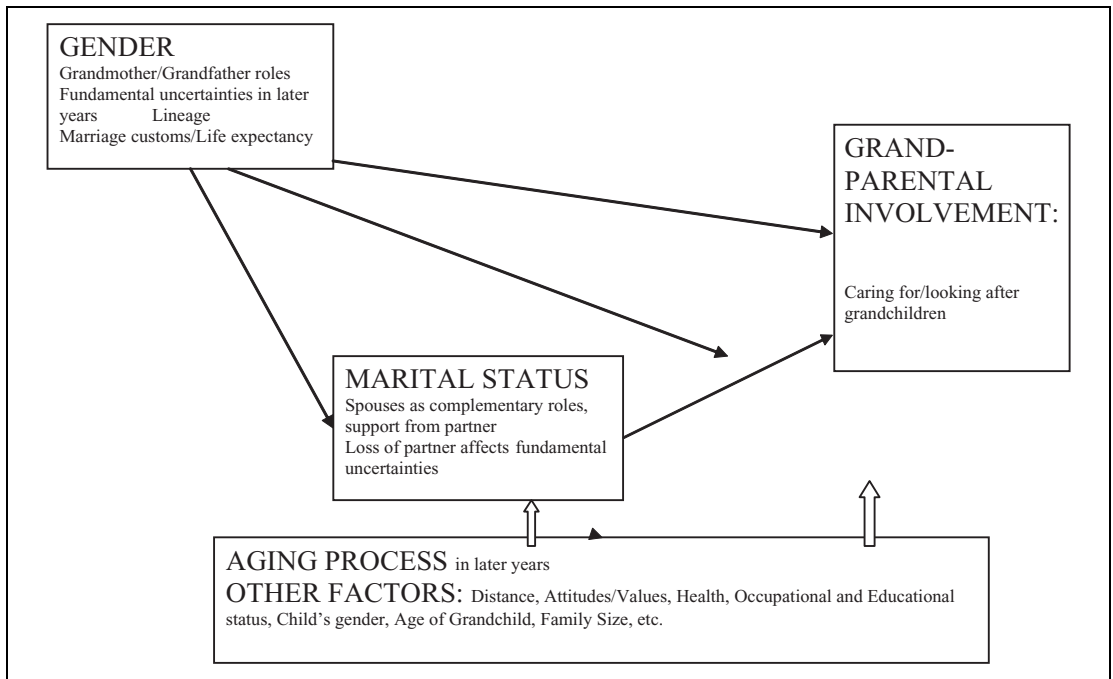 GENDER
Grandmother/Grandfather roles
Fundamental uncertainties in later
years Lineage
Marriage customs/Life expectancy
GRAND-
PARENTAL
INVOLVEMENT:
Caring for/looking after
grandchildren
MARITAL STATUS
Spouses as complementary roles,
support from partner
Loss of partner affects fundamental
uncertainties
AGING PROCESS in later years
OTHER FACTORS: Distance, Attitudes/Values, Health, Occupational and Educational
status, Child’s gender, Age of Grandchild, Family Size, etc.